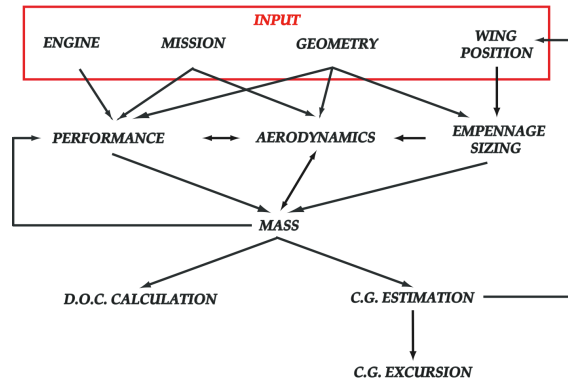 INPUT
ENGINE
MISSION
GEOMETRY
WING
POSITION
PERFORMANCE
AERODYNAMICS
EMPENNAGE
SIZING
MASS
D.O.C. CALCULATION
C.G. ESTIMATION
C.G. EXCURSION